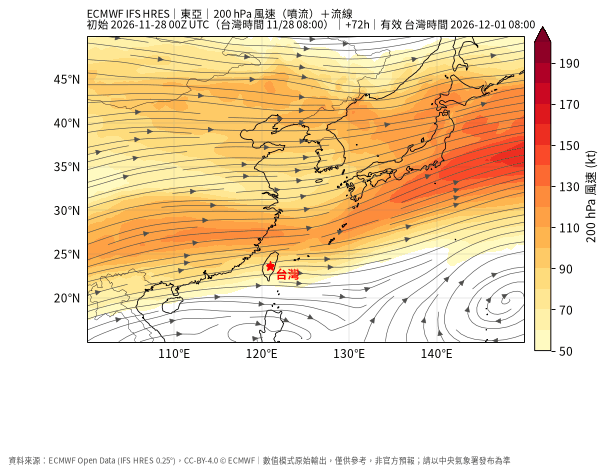 ECMWF IFS HRES｜東亞｜200 hPa 風速（噴流）＋流線
初始 2026-11-28 00Z UTC（台灣時間 11/28 08:00）｜+72h｜有效 台灣時間 2026-12-01 08:00
45°N
40°N
35°N
30°N
25°N
20°N
110°E
120°E
130°E
140°E
台灣
190
170
150
130
110
90
70
50
200 hPa 風速 (kt)
資料來源：ECMWF Open Data (IFS HRES 0.25°)，CC-BY-4.0 © ECMWF｜數值模式原始輸出，僅供參考，非官方預報；請以中央氣象署發布為準